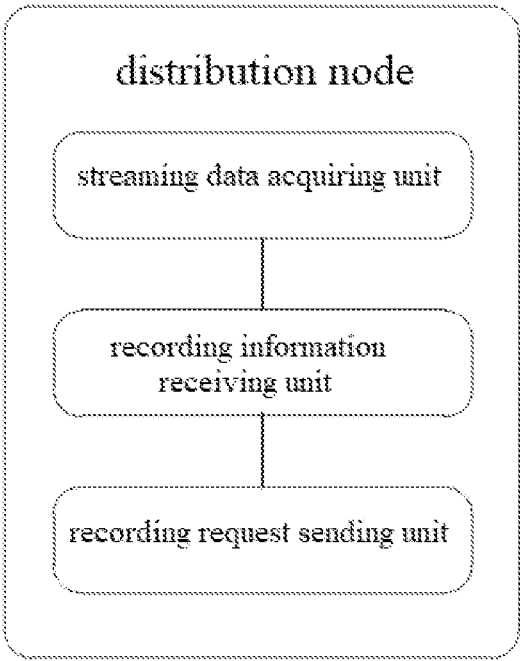 distribution node
streaming data acquiring unit
recording information
receiving unit
recording request sending unit